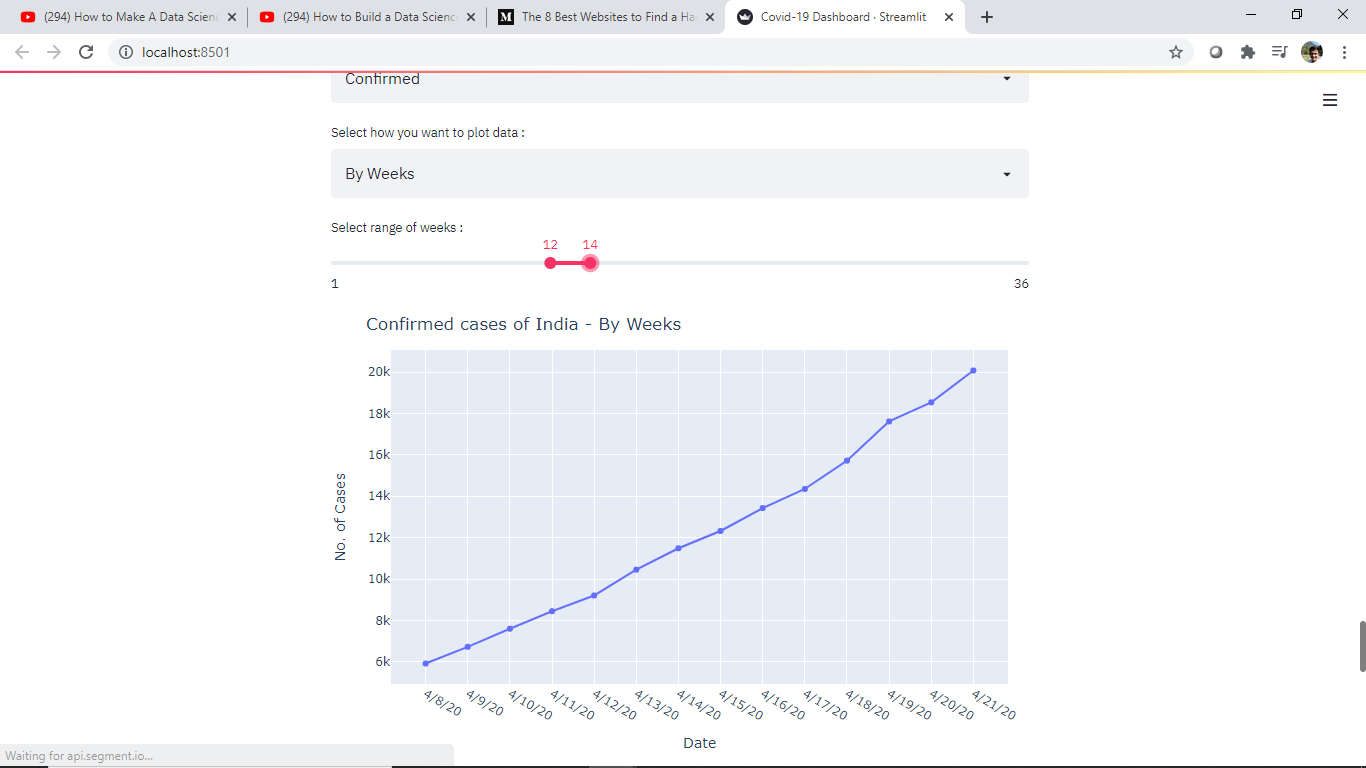 (294) How to Make A Data Scienc
(294) How to Build a Data Scienc
The 8 Best Websites to Find a Ha
Covid-19 Dashboard · Streamlit
localhost:8501
Confirmed
Select how you want to plot data :
By Weeks
Select range of weeks :
12 14
1 36
Confirmed cases of India - By Weeks
20k
18k
16k
14k
12k
10k
8k
6k
No. of Cases
4/8/20 4/9/20 4/10/20 4/11/20 4/12/20 4/13/20 4/14/20 4/15/20 4/16/20 4/17/20 4/18/20 4/19/20 4/20/20 4/21/20
Date
Waiting for api.segment.io...